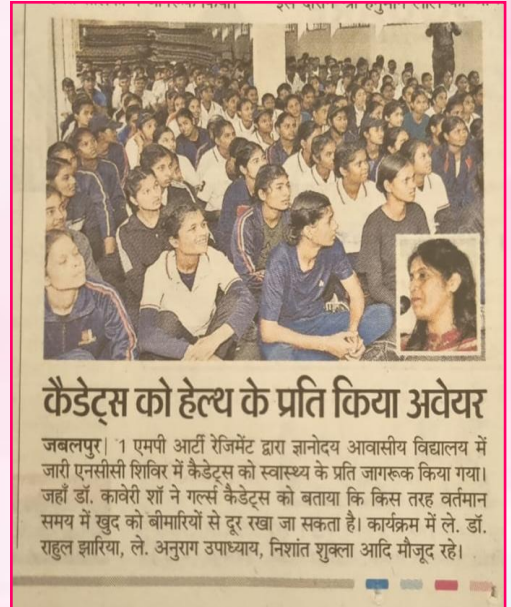 कैडेट्स को हेल्थ के प्रति किया अवेयर
जबलपुर| 1 एमपी आर्टी रेजिमेंट द्वारा ज्ञानोदय आवासीय विद्यालय में
जारी एनसीसी शिविर में कैडेट्स को स्वास्थ्य के प्रति जागरूक किया गया।
जहाँ डॉ. कावेरी शॉ ने गर्ल्स कैडेट्स को बताया कि किस तरह वर्तमान
समय में खुद को बीमारियों से दूर रखा जा सकता है। कार्यक्रम में ले. डॉ.
राहुल झारिया, ले. अनुराग उपाध्याय, निशांत शुक्ला आदि मौजूद रहे।